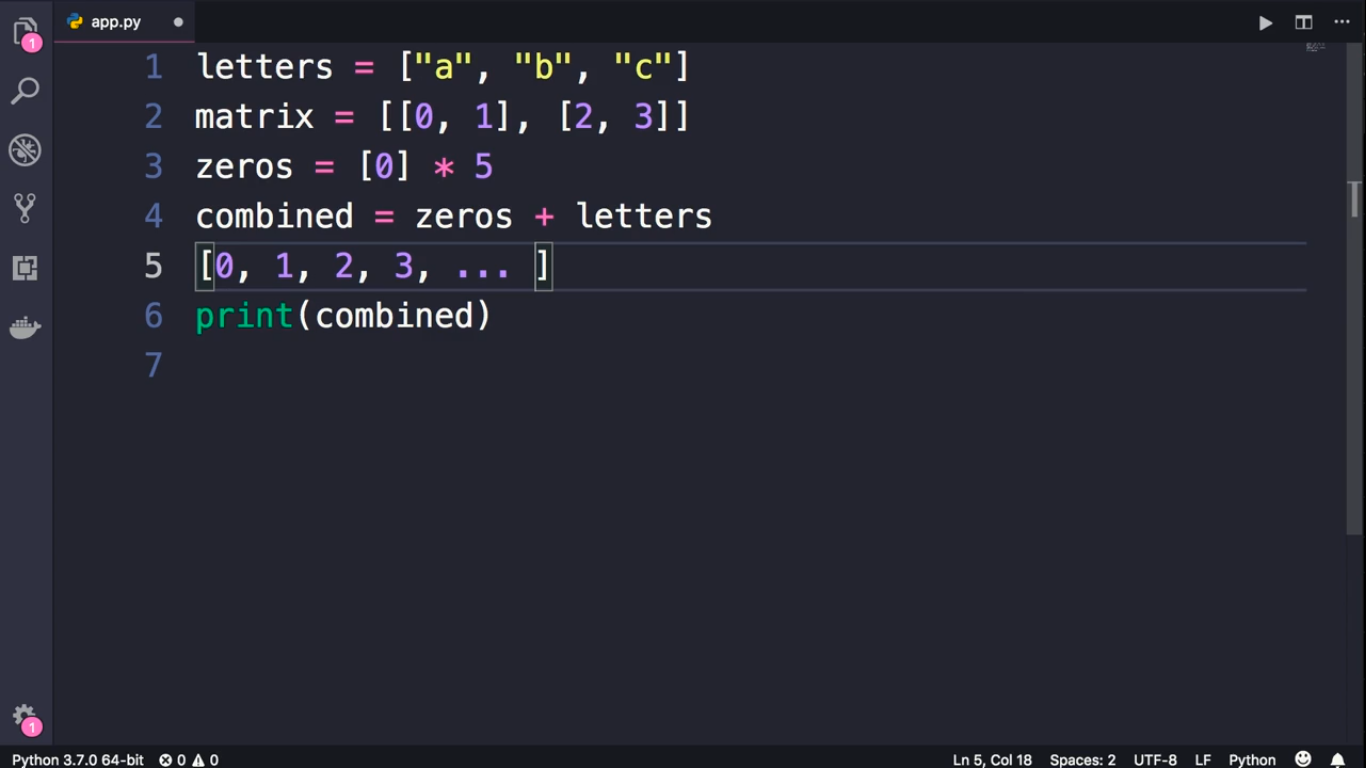 app.py
1 letters = ["a", "b", "c"]
2 matrix = [[0, 1], [2, 3]]
3 zeros = [0] * 5
4 combined = zeros + letters
5 [0, 1, 2, 3, ... ]
6 print(combined)
7
1
1
Python 3.7.0 64-bit 0 0 Ln 5, Col 18 Spaces: 2 UTF-8 LF Python